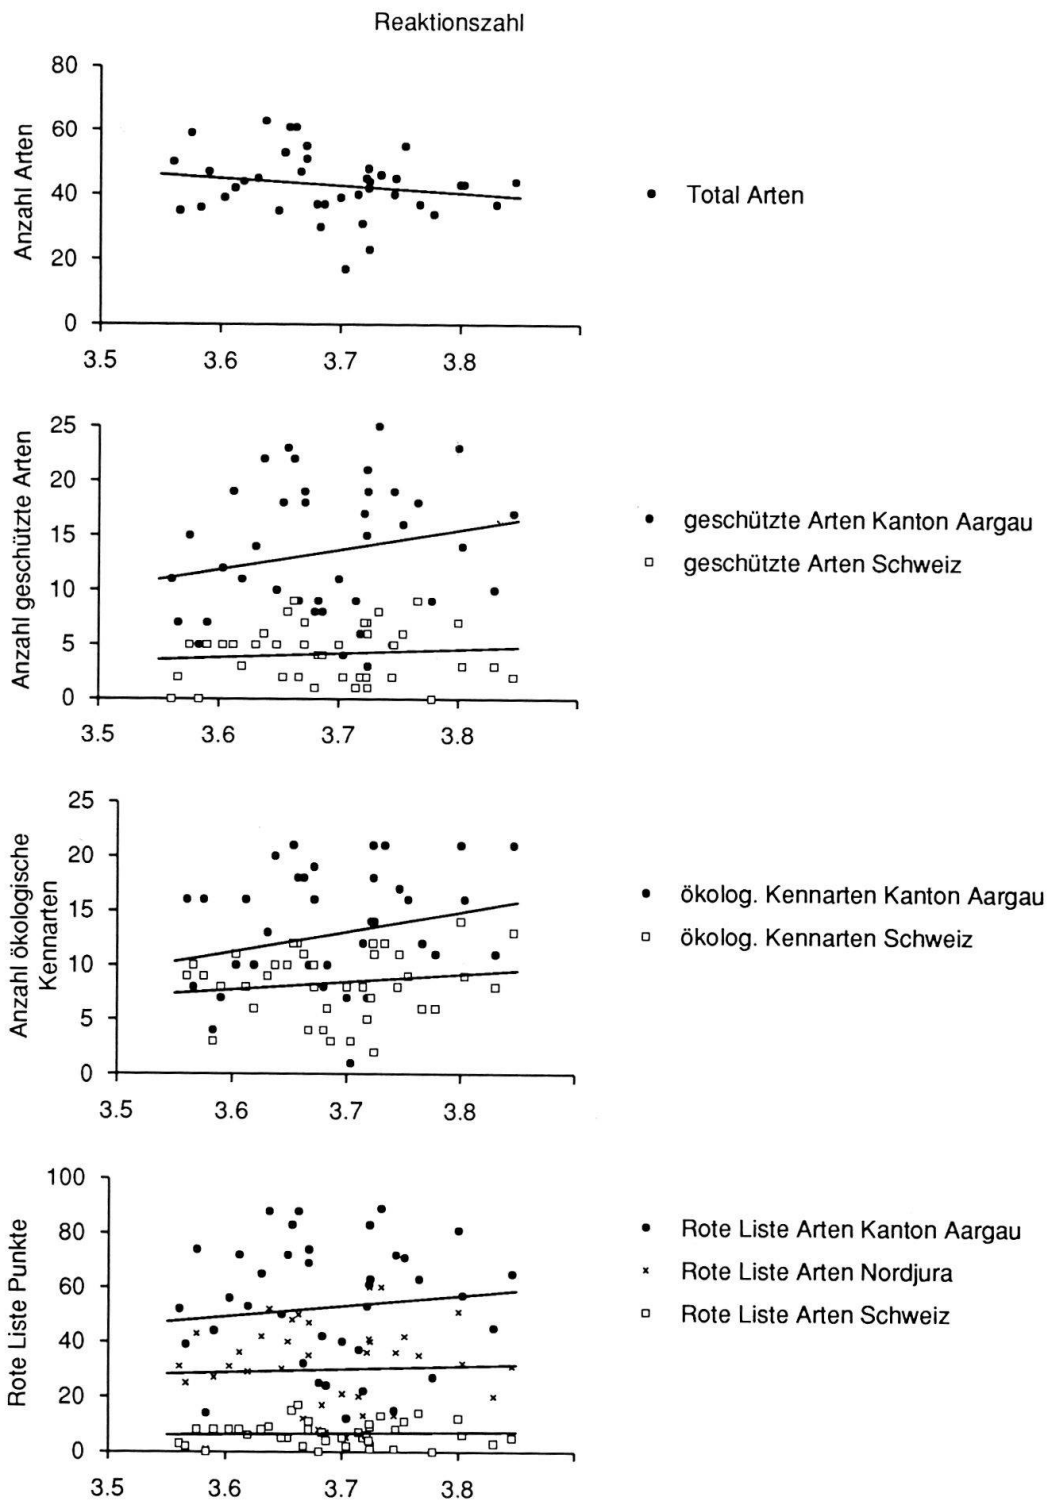 Reaktionszahl
Anzahl Arten
80
60
40
20
0
3.5 3.6 3.7 3.8
Total Arten
Anzahl geschützte Arten
25
20
15
10
5
0
3.5 3.6 3.7 3.8
geschützte Arten Kanton Aargau
geschützte Arten Schweiz
Anzahl ökologische
Kennarten
25
20
15
10
5
0
3.5 3.6 3.7 3.8
ökolog. Kennarten Kanton Aargau
ökolog. Kennarten Schweiz
Rote Liste Punkte
100
80
60
40
20
0
3.5 3.6 3.7 3.8
Rote Liste Arten Kanton Aargau
Rote Liste Arten Nordjura
Rote Liste Arten Schweiz